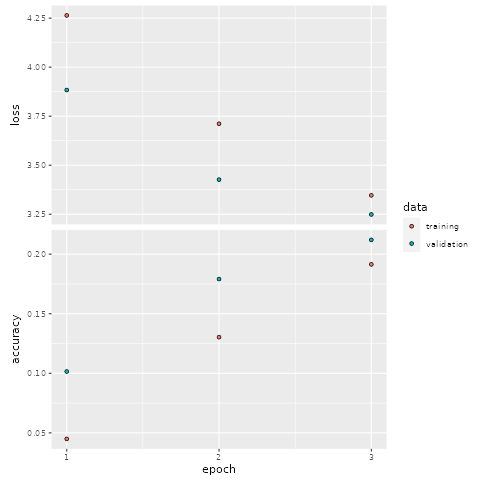 4.25
4.00
3.75
3.50
3.25
loss
0.20
0.15
0.10
0.05
accuracy
1 2 3
epoch
data
training
validation